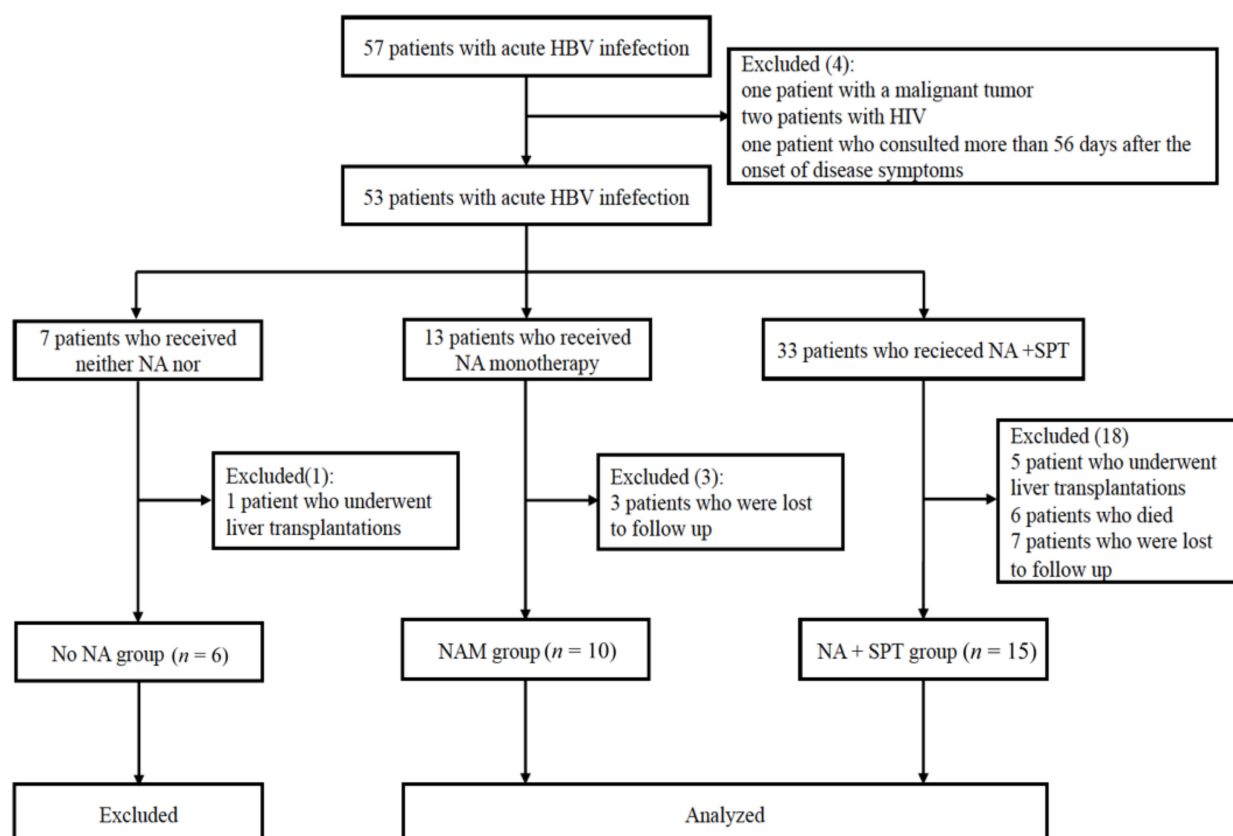 57 patients with acute HBV infefection
Excluded (4):
one patient with a malignant tumor
two patients with HIV
one patient who consulted more than 56 days after the
onset of disease symptoms
53 patients with acute HBV infefection
7 patients who received
neither NA nor
13 patients who received
NA monotherapy
33 patients who recieced NA +SPT
Excluded(1):
1 patient who underwent
liver transplantations
Excluded (3):
3 patients who were lost
to follow up
Excluded (18)
5 patient who underwent
liver transplantations
6 patients who died
7 patients who were lost
to follow up
No NA group (n = 6)
NAM group (n = 10)
NA + SPT group (n = 15)
Excluded
Analyzed